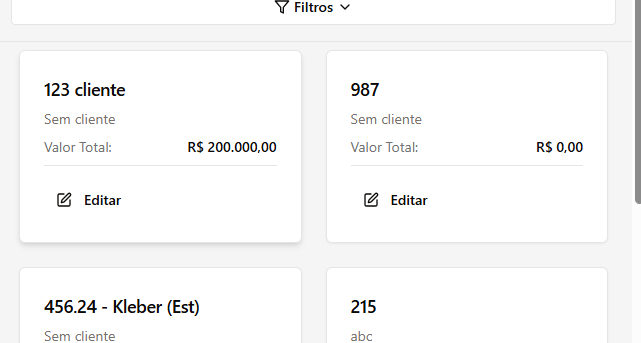 Filtros
123 cliente
Sem cliente
Valor Total: R$ 200.000,00
Editar
987
Sem cliente
Valor Total: R$ 0,00
Editar
456.24 - Kleber (Est)
Sem cliente
215
abc